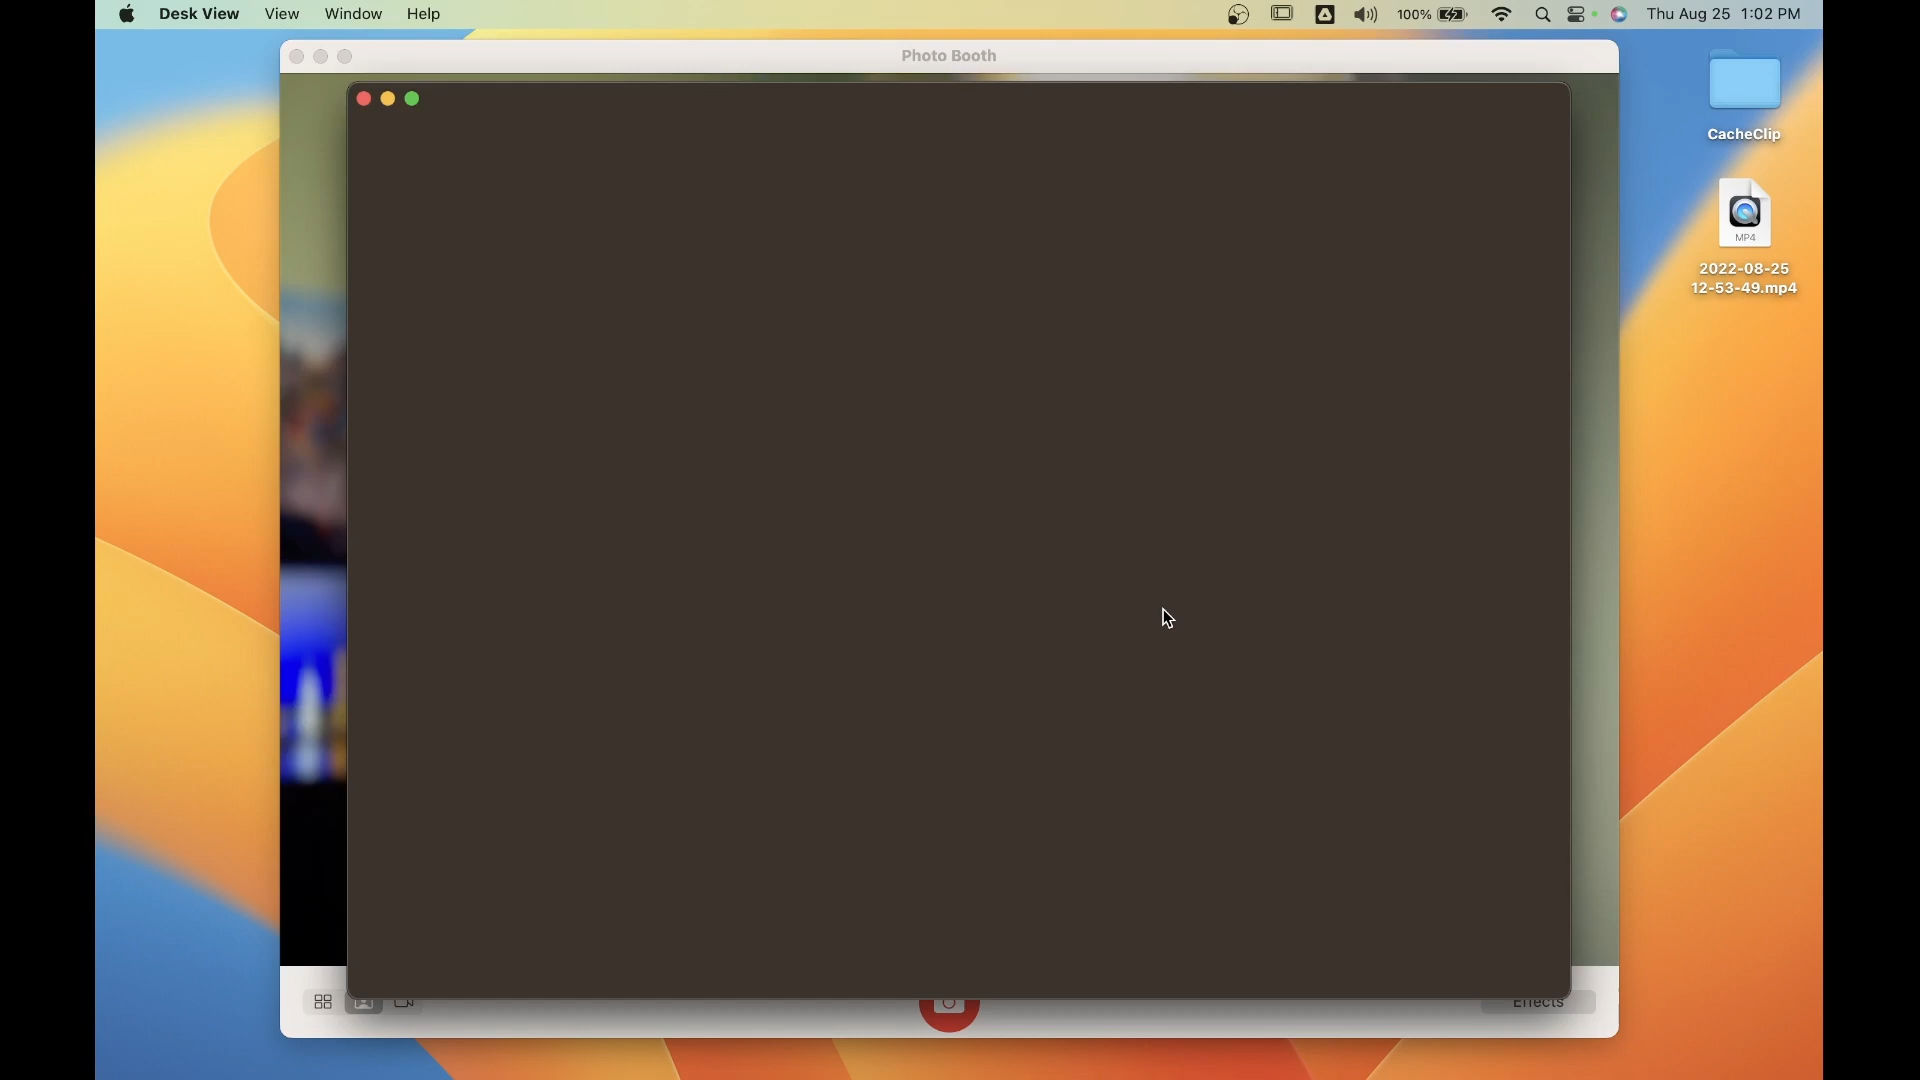 Desk View View Window Help 100% Thu Aug 25 1:02 PM
Photo Booth
CacheClip
MP4
2022-08-25
12-53-49.mp4
Effects